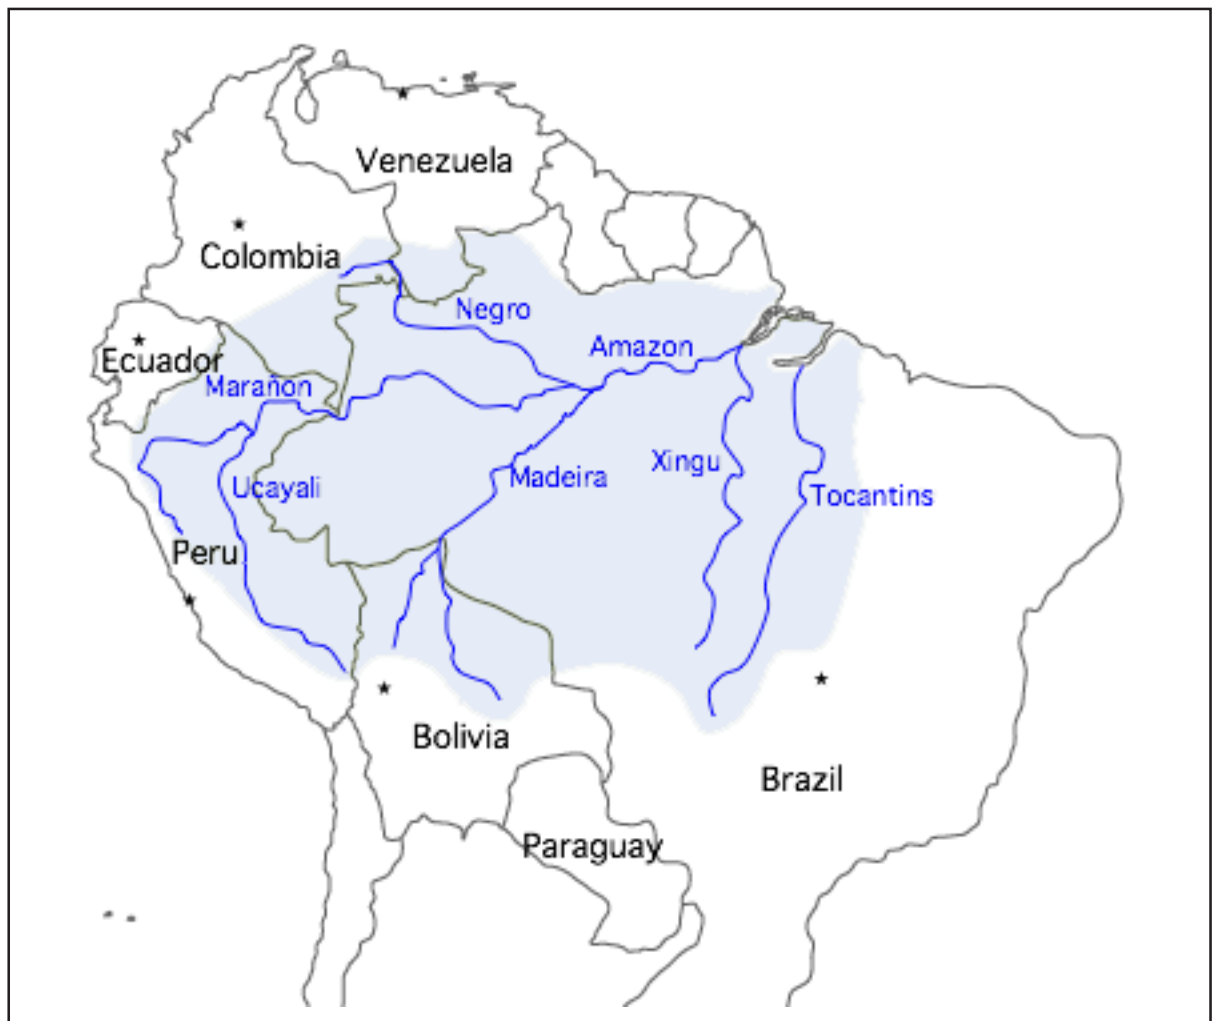 Venezuela
Colombia
Negro
Amazon
Ecuador
Marañon
Xingu
Madeira
Ucayali
Tocantins
Peru
Bolivia
Brazil
Paraguay